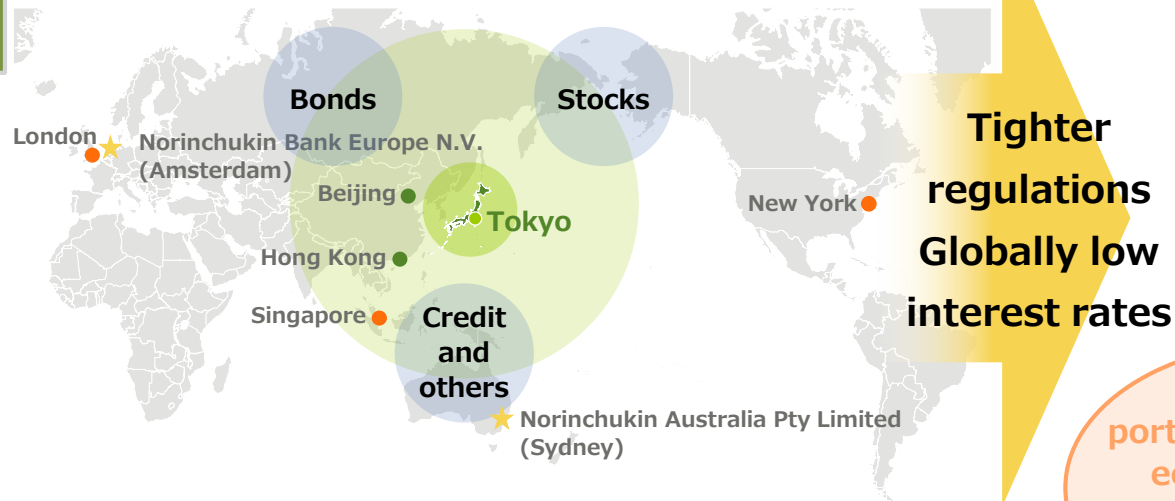 Bonds
Stocks
London
Norinchukin Bank Europe N.V.
(Amsterdam)
Beijing
Tokyo
Hong Kong
Singapore
Credit
and
others
Norinchukin Australia Pty Limited
(Sydney)
New York
Tighter
regulations
Globally low
interest rates